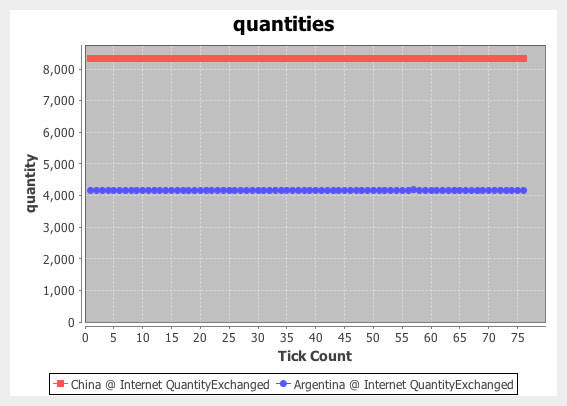 quantities
quantity
8,000
7,000
6,000
5,000
4,000
3,000
2,000
1,000
0
0 5 10 15 20 25 30 35 40 45 50 55 60 65 70 75
Tick Count
China @ Internet QuantityExchanged Argentina @ Internet QuantityExchanged